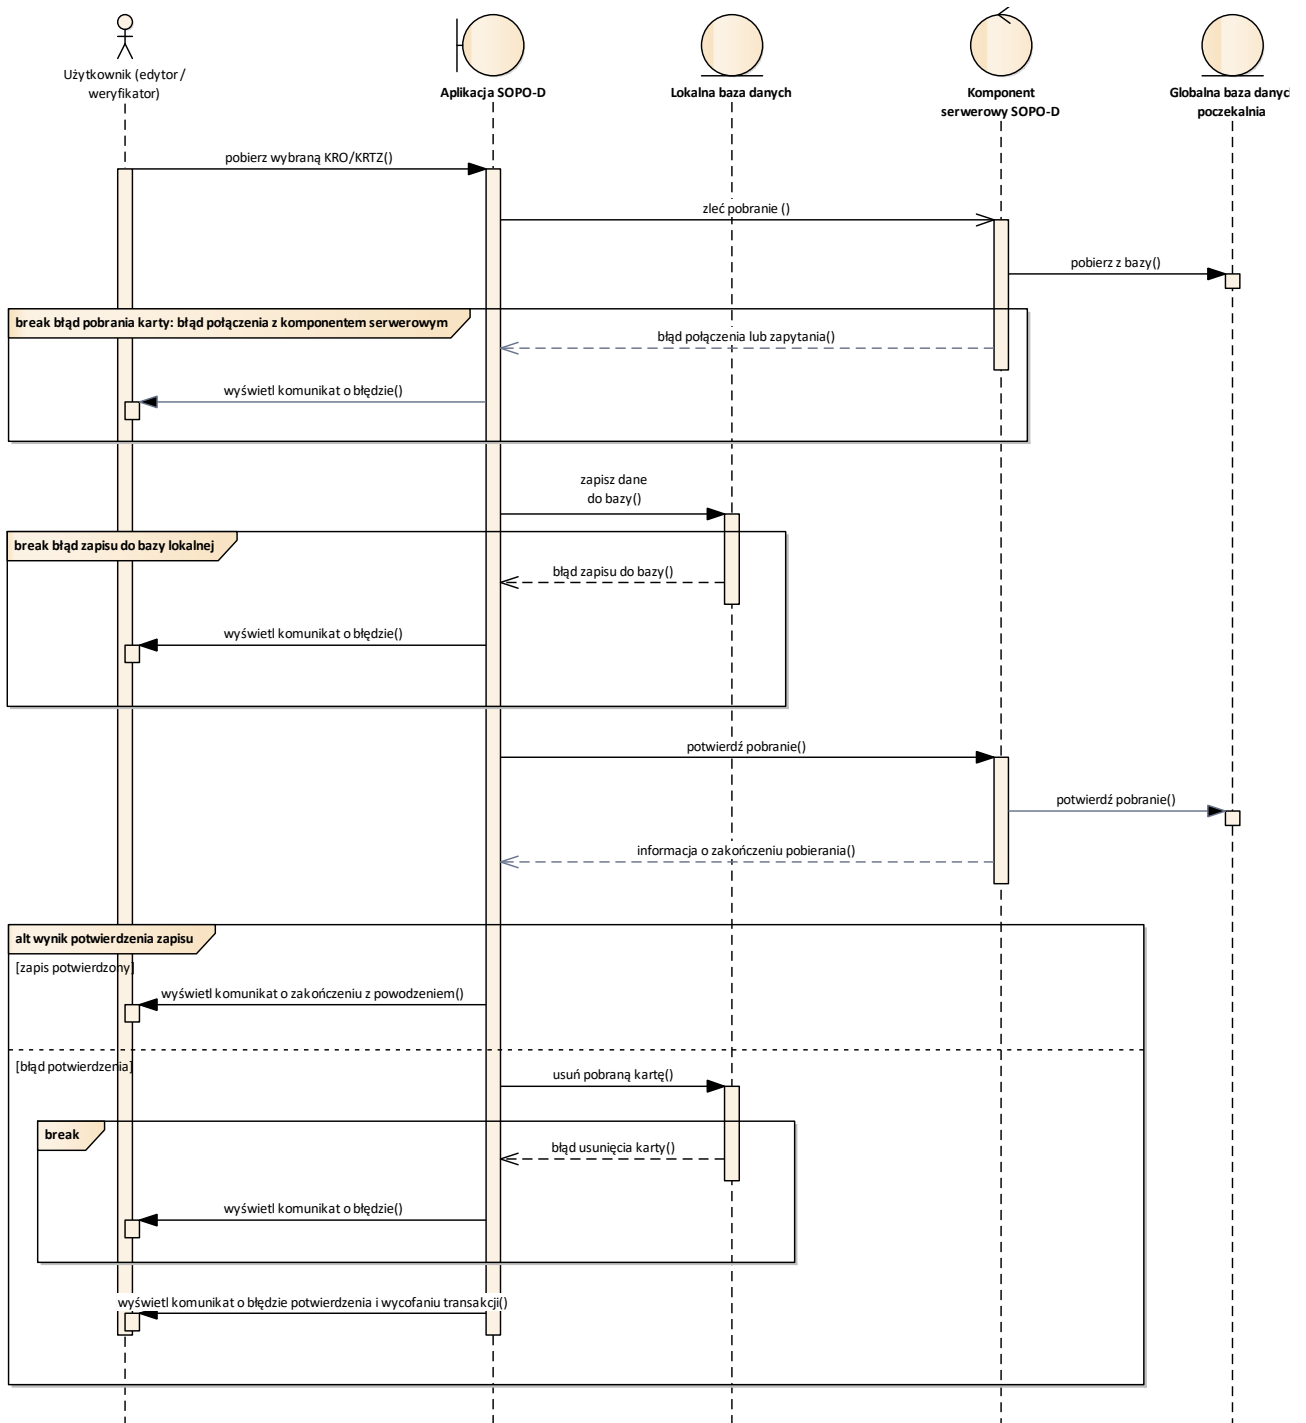 Użytkownik (edytor /
weryfikator)
Aplikacja SOPO-D
Lokalna baza danych
Komponent
serwerowy SOPO-D
Globalna baza
poczekalnia
pobierz wybraną KRO/KRTZ()
zleć pobranie ()
pobierz z bazy()
break błąd pobrania karty: błąd połączenia z komponentem serwerowym
błąd połączenia lub zapytania()
wyświetl komunikat o błędzie()
zapisz dane
do bazy()
break błąd zapisu do bazy lokalnej
błąd zapisu do bazy()
wyświetl komunikat o błędzie()
potwierdź pobranie()
potwierdź pobranie()
informacja o zakończeniu pobierania()
alt wynik potwierdzenia zapisu
[zapis potwierdzony]
wyświetl komunikat o zakończeniu z powodzeniem()
[błąd potwierdzenia]
usuń pobraną kartę()
break
błąd usunięcia karty()
wyświetl komunikat o błędzie()
wyświetl komunikat o błędzie potwierdzenia i wycofaniu transakcji()